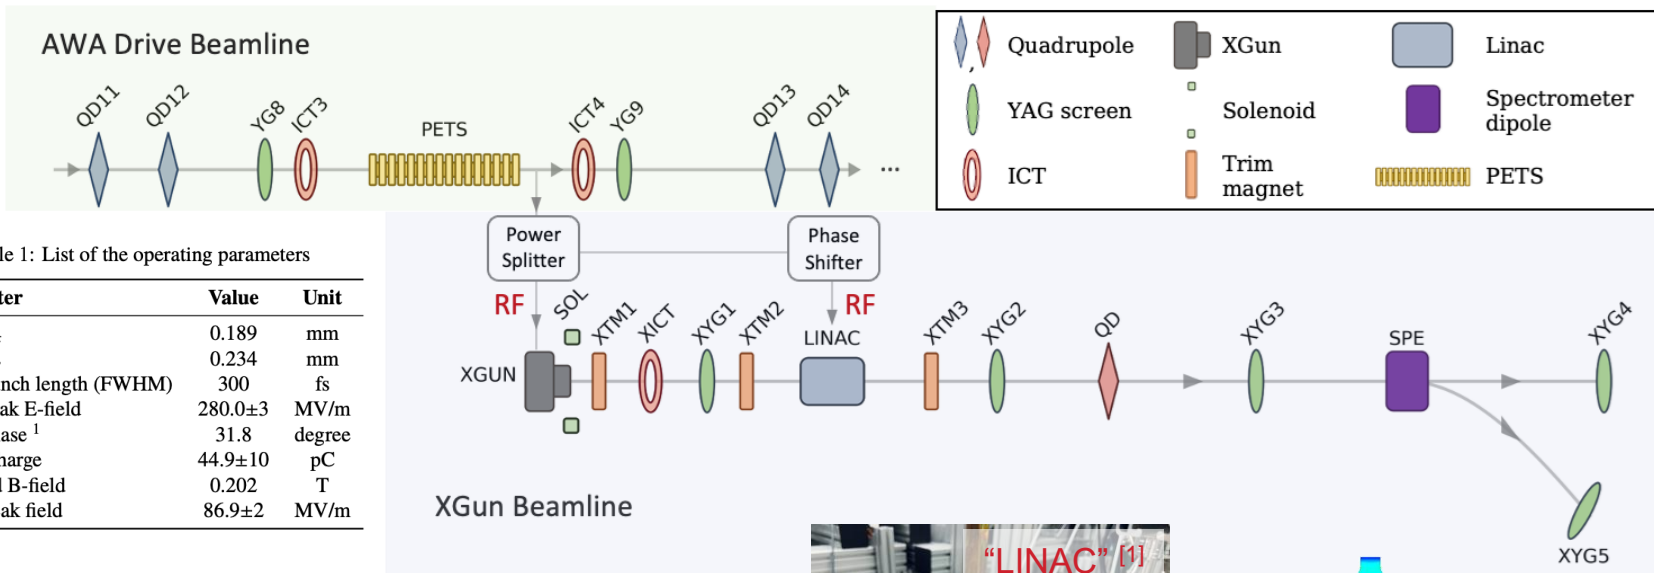 AWA Drive Beamline
QD11
QD12
YG8
ICT3
PETS
ICT4
YG9
QD13
QD14
...
Quadrupole
XGun
Linac
YAG screen
Solenoid
Spectrometer
dipole
ICT
Trim
magnet
PETS
le 1: List of the operating parameters
ter Value Unit
0.189 mm
0.234 mm
nch length (FWHM) 300 fs
ak E-field 280.0±3 MV/m
ase 1 31.8 degree
harge 44.9±10 pC
d B-field 0.202 T
ak field 86.9±2 MV/m
Power
Splitter
Phase
Shifter
RF
RF
XGUN
SOL
XTM1
XICT
XYG1
XTM2
LINAC
XTM3
XYG2
QD
XYG3
SPE
XYG4
XYG5
XGun Beamline
“LINAC” [1]